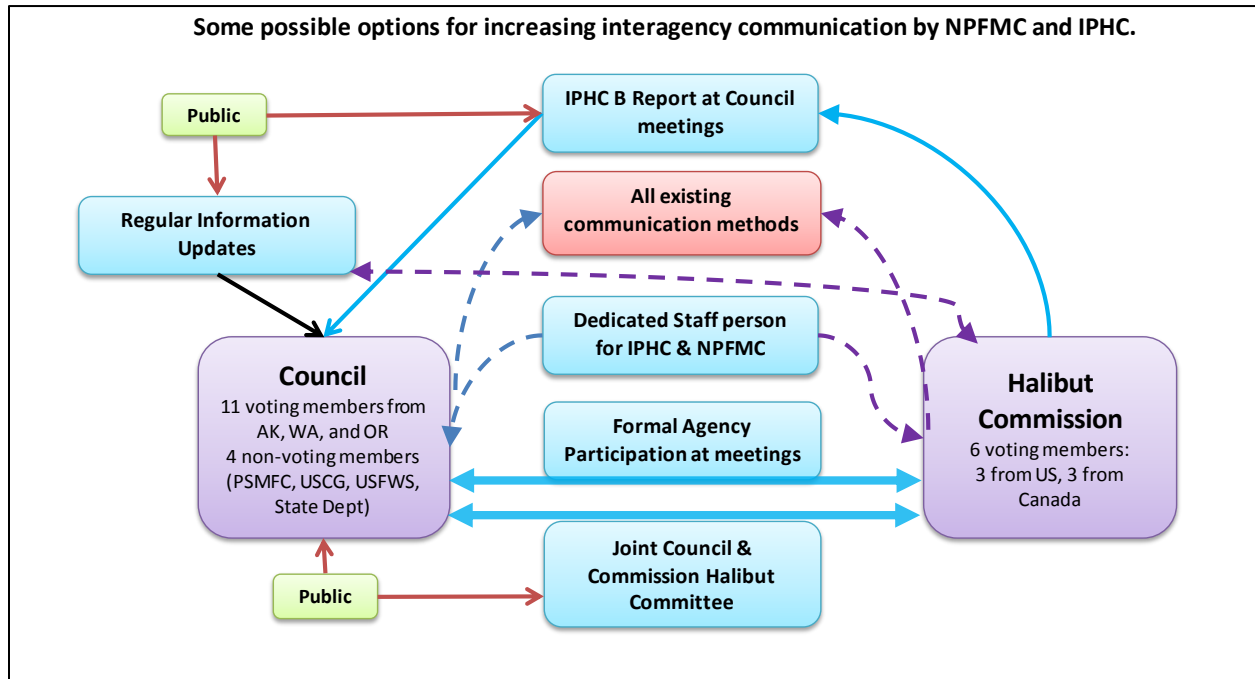 Some possible options for increasing interagency communication by NPFMC and IPHC.
Public
IPHC B Report at Council
meetings
Regular Information
Updates
All existing
communication methods
Dedicated Staff person
for IPHC & NPFMC
Council
11 voting members from
AK, WA, and OR
4 non-voting members
(PSMFC, USCG, USFWS,
State Dept)
Formal Agency
Participation at meetings
Halibut
Commission
6 voting members:
3 from US, 3 from
Canada
Public
Joint Council &
Commission Halibut
Committee